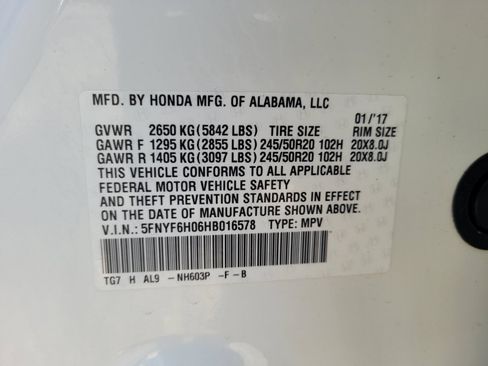 MFD. BY HONDA MFG. OF ALABAMA, LLC
01/'17
GVWR 2650 KG (5842 LBS) TIRE SIZE RIM SIZE
GAWR F 1295 KG (2855 LBS) 245/50R20 102H 20X8.0J
GAWR R 1405 KG (3097 LBS) 245/50R20 102H 20X8.0J
THIS VEHICLE CONFORMS TO ALL APPLICABLE
FEDERAL MOTOR VEHICLE SAFETY
AND THEFT PREVENTION STANDARDS IN EFFECT
ON THE DATE OF MANUFACTURE SHOWN ABOVE.
V.I.N.: 5FNYF6H06HB016578 TYPE: MPV
TG7 H AL9 -NH603P -F -B